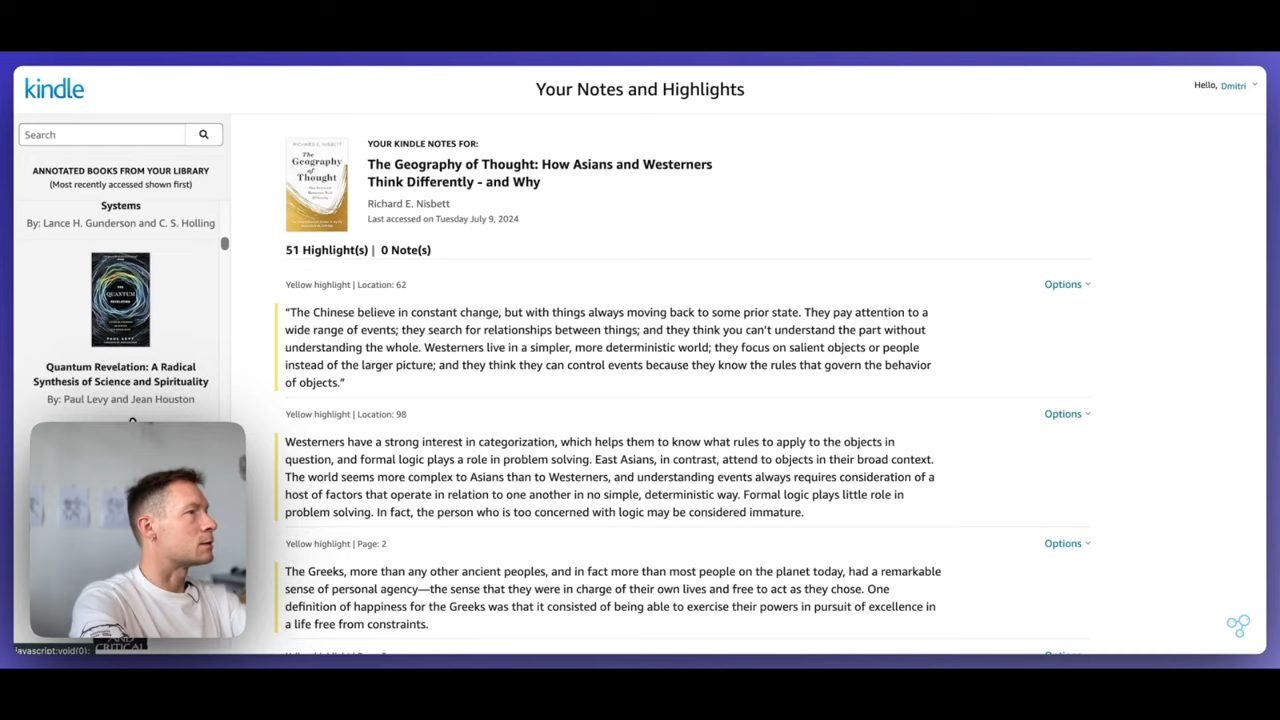 kindle
Your Notes and Highlights
Hello, Dmitri
Search
ANNOTATED BOOKS FROM YOUR LIBRARY
(Most recently accessed shown first)
Systems
By: Lance H. Gunderson and C. S. Holling
THE
QUANTUM
REVELATION
PAUL LEVY
Quantum Revelation: A Radical
Synthesis of Science and Spirituality
By: Paul Levy and Jean Houston
AND
CRITICAL
javascript:void(0);
RICHARD E. NISBETT
The
Geography
of
Thought
YOUR KINDLE NOTES FOR:
The Geography of Thought: How Asians and Westerners
Think Differently - and Why
Richard E. Nisbett
Last accessed on Tuesday July 9, 2024
51 Highlight(s) | 0 Note(s)
Yellow highlight | Location: 62
Options
“The Chinese believe in constant change, but with things always moving back to some prior state. They pay attention to a
wide range of events; they search for relationships between things; and they think you can't understand the part without
understanding the whole. Westerners live in a simpler, more deterministic world; they focus on salient objects or people
instead of the larger picture; and they think they can control events because they know the rules that govern the behavior
of objects.”
Yellow highlight | Location: 98
Options
Westerners have a strong interest in categorization, which helps them to know what rules to apply to the objects in
question, and formal logic plays a role in problem solving. East Asians, in contrast, attend to objects in their broad context.
The world seems more complex to Asians than to Westerners, and understanding events always requires consideration of a
host of factors that operate in relation to one another in no simple, deterministic way. Formal logic plays little role in
problem solving. In fact, the person who is too concerned with logic may be considered immature.
Yellow highlight | Page: 2
Options
The Greeks, more than any other ancient peoples, and in fact more than most people on the planet today, had a remarkable
sense of personal agency—the sense that they were in charge of their own lives and free to act as they chose. One
definition of happiness for the Greeks was that it consisted of being able to exercise their powers in pursuit of excellence in
a life free from constraints.